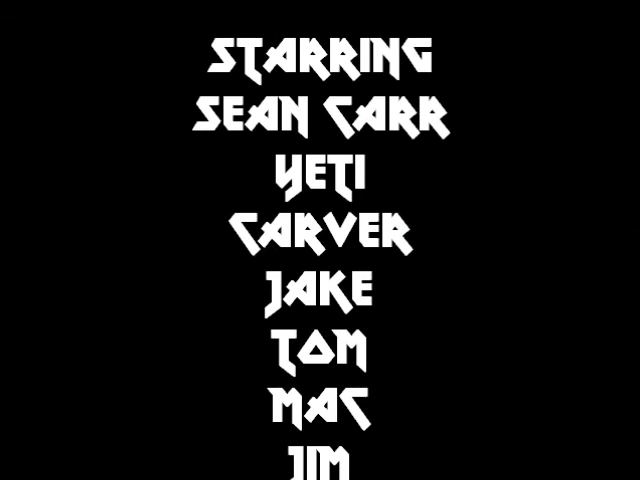 STARRING
SEAN CARR
YETI
CARVER
JAKE
TOM
MAC
JIM